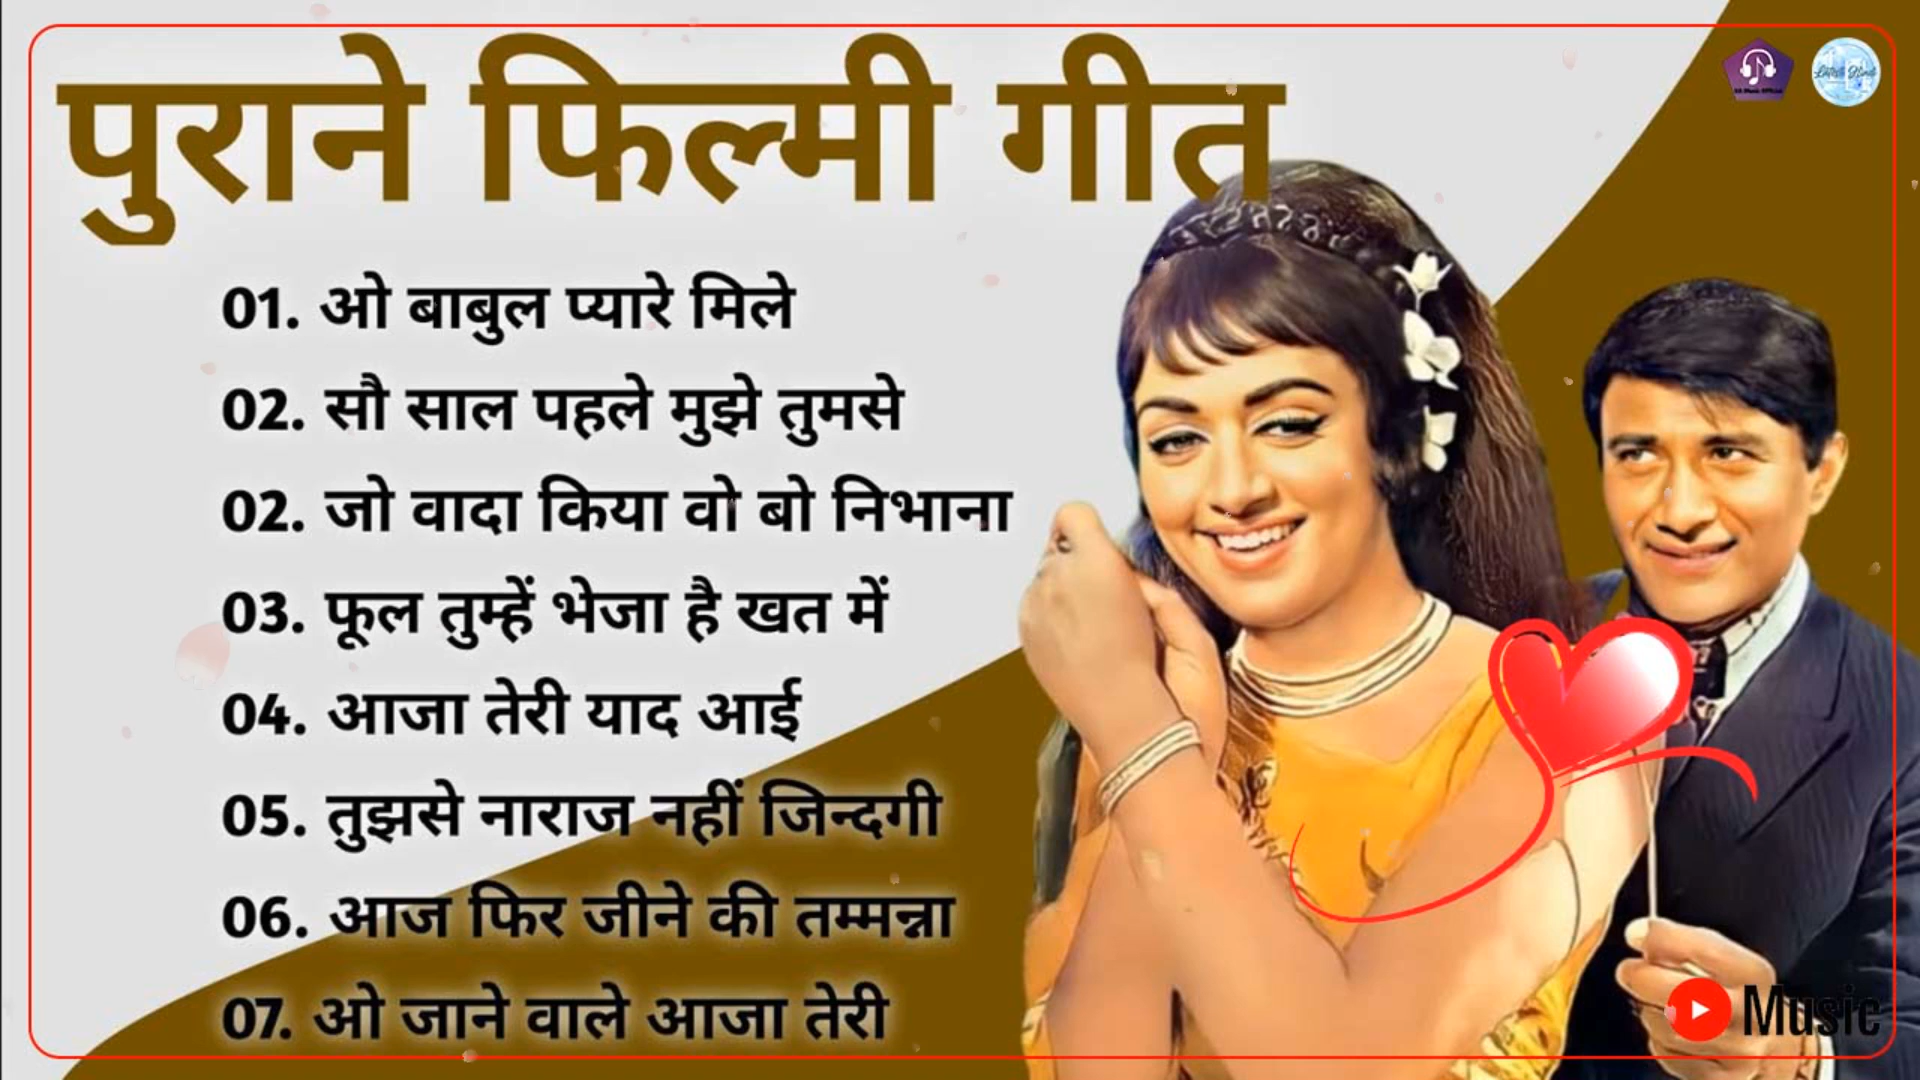 पुराने फिल्मी गीत
01. ओ बाबुल प्यारे मिले
02. सौ साल पहले मुझे तुमसे
02. जो वादा किया वो बो निभाना
03. फूल तुम्हें भेजा है खत में
04. आजा तेरी याद आई
05. तुझसे नाराज नहीं जिन्दगी
06. आज फिर जीने की तम्मन्ना
07. ओ जाने वाले आजा तेरी
Music